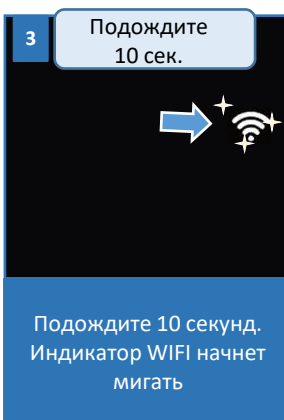 3
Подождите
10 сек.
Подождите 10 секунд.
Индикатор WIFI начнет
мигать